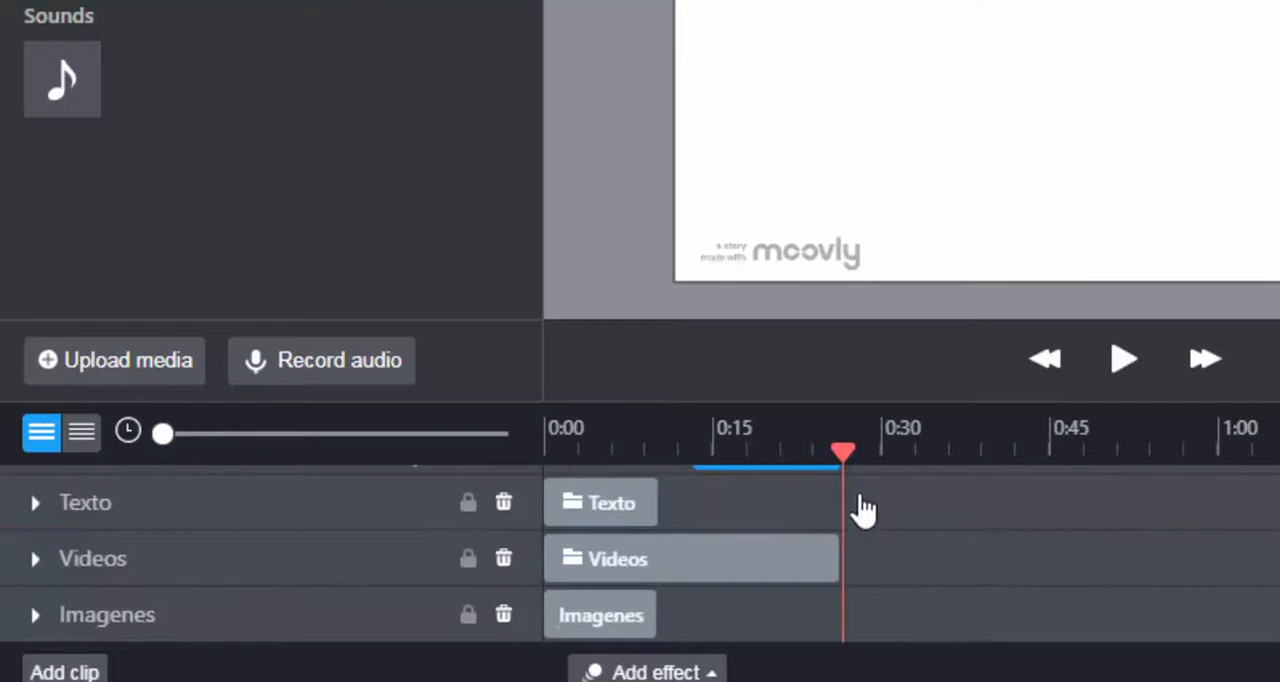 Sounds
a story
made with moovly
Upload media
Record audio
0:00
0:15
0:30
0:45
1:00
Texto
Texto
Videos
Videos
Imagenes
Imagenes
Add clip
Add effect